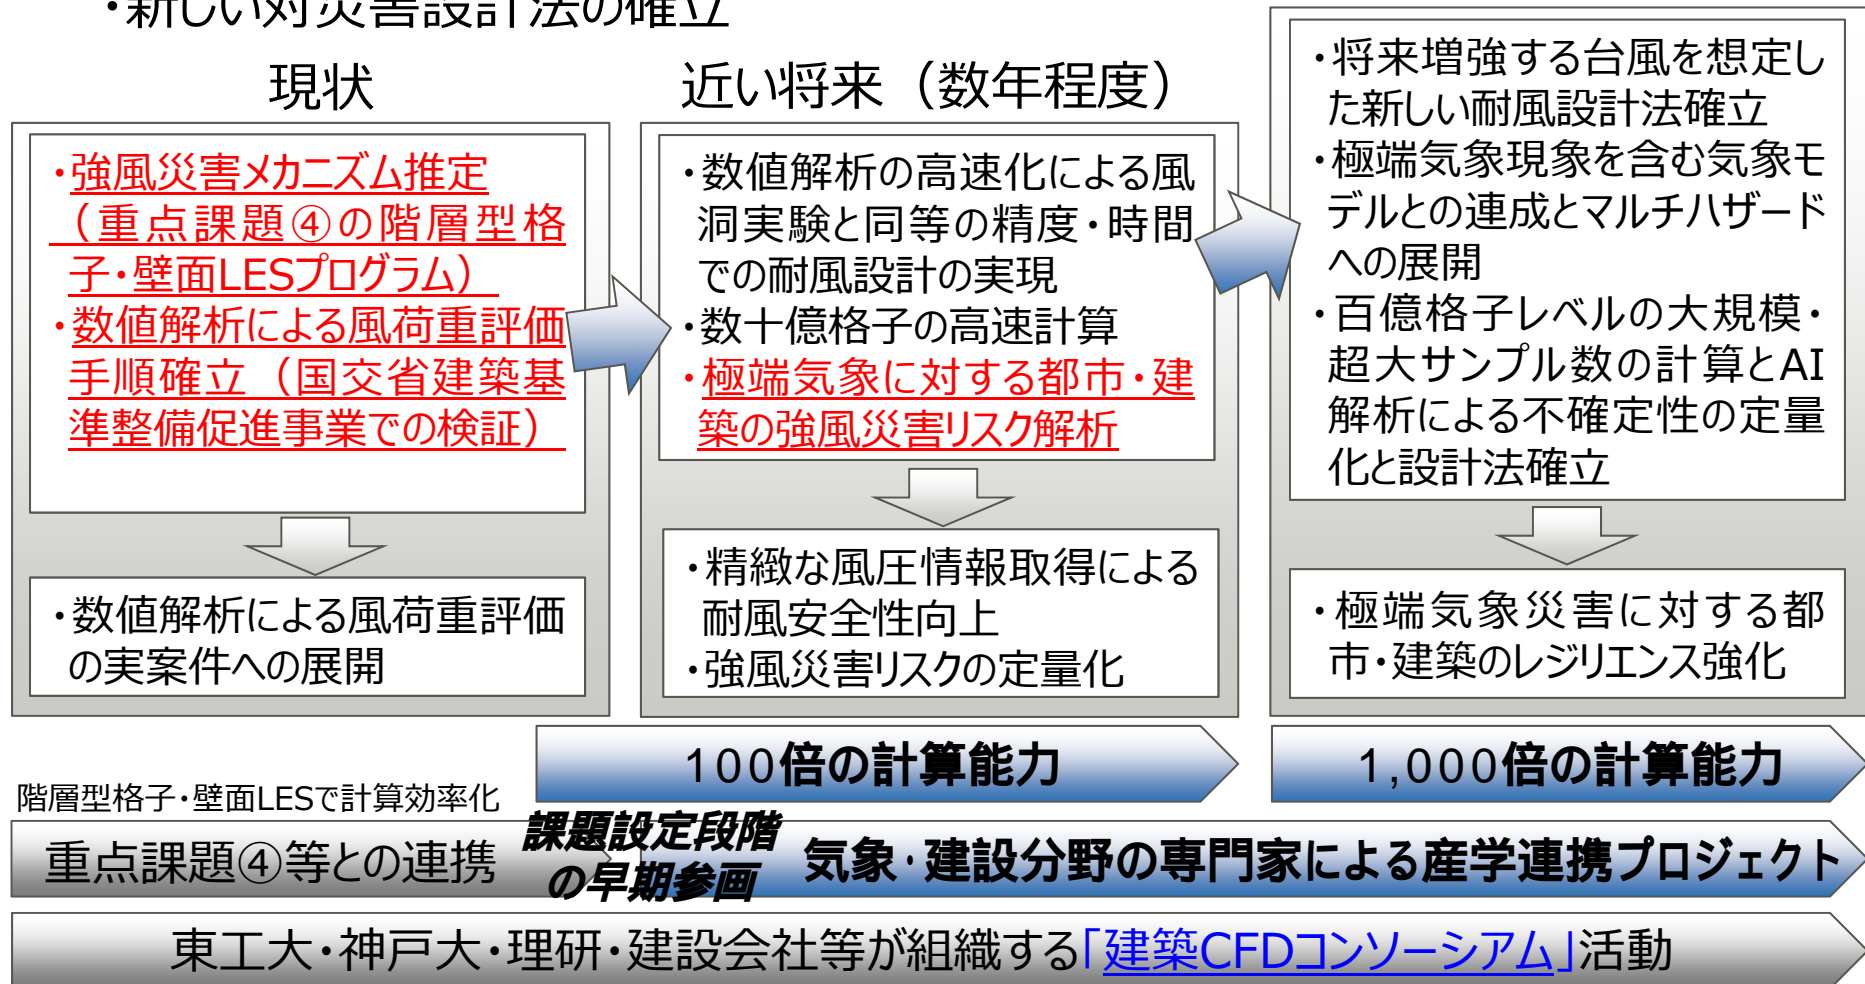 ・新しい対災害設計法の確立
現状
・強風災害メカニズム推定
（重点課題④の階層型格
子・壁面LESプログラム）
・数値解析による風荷重評価
手順確立（国交省建築基
準整備促進事業での検証）
・数値解析による風荷重評価
の実案件への展開
近い将来（数年程度）
・数値解析の高速化による風
洞実験と同等の精度・時間
での耐風設計の実現
・数十億格子の高速計算
・極端気象に対する都市・建
築の強風災害リスク解析
・精緻な風圧情報取得による
耐風安全性向上
・強風災害リスクの定量化
・将来増強する台風を想定し
た新しい耐風設計法確立
・極端気象現象を含む気象モ
デルとの連成とマルチハザード
への展開
・百億格子レベルの大規模・
超大サンプル数の計算とAI
解析による不確定性の定量
化と設計法確立
・極端気象災害に対する都
市・建築のレジリエンス強化
100倍の計算能力
1,000倍の計算能力
階層型格子・壁面LESで計算効率化
重点課題④等との連携
課題設定段階
の早期参画
気象・建設分野の専門家による産学連携プロジェクト
東工大・神戸大・理研・建設会社等が組織する「建築CFDコンソーシアム」活動